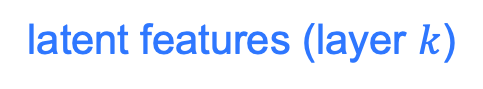 latent features (layer k)